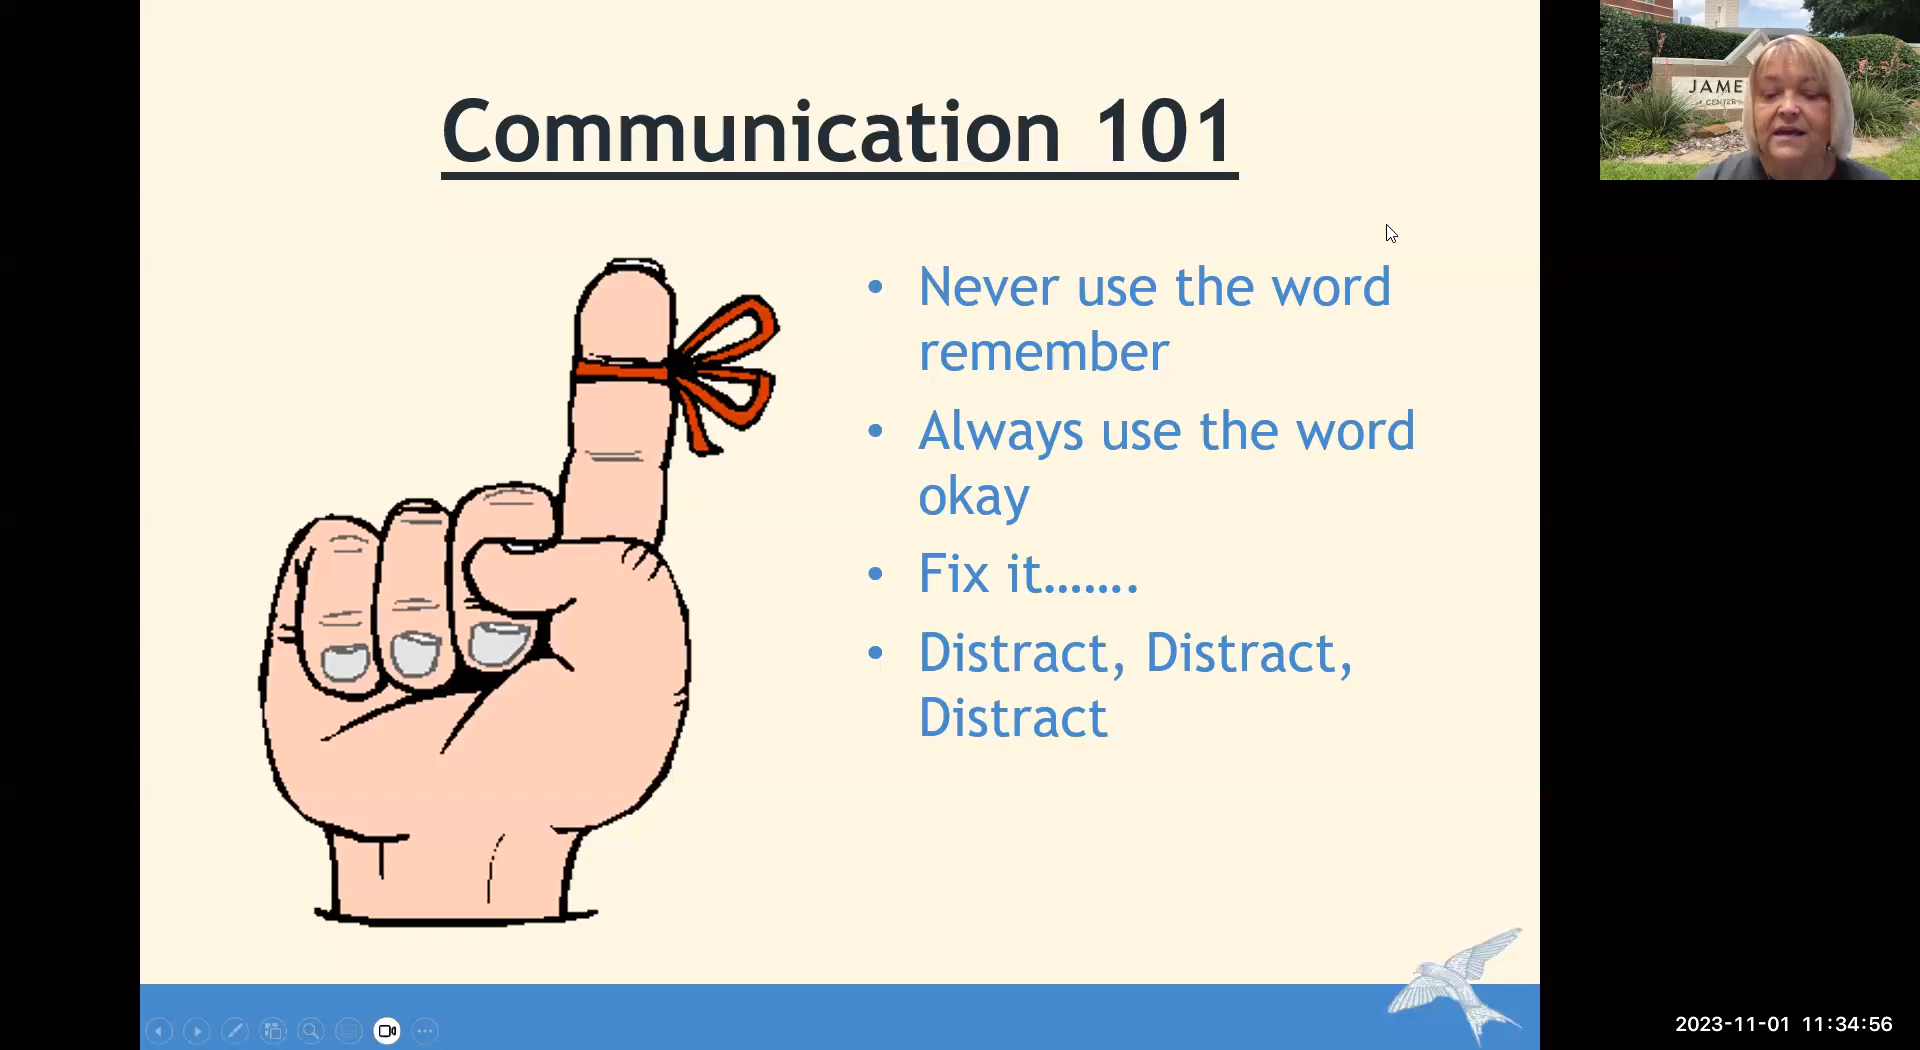 Communication 101
JAME
CENTER
• Never use the word
remember
• Always use the word
okay
• Fix it.......
• Distract, Distract,
Distract
2023-11-01 11:34:56